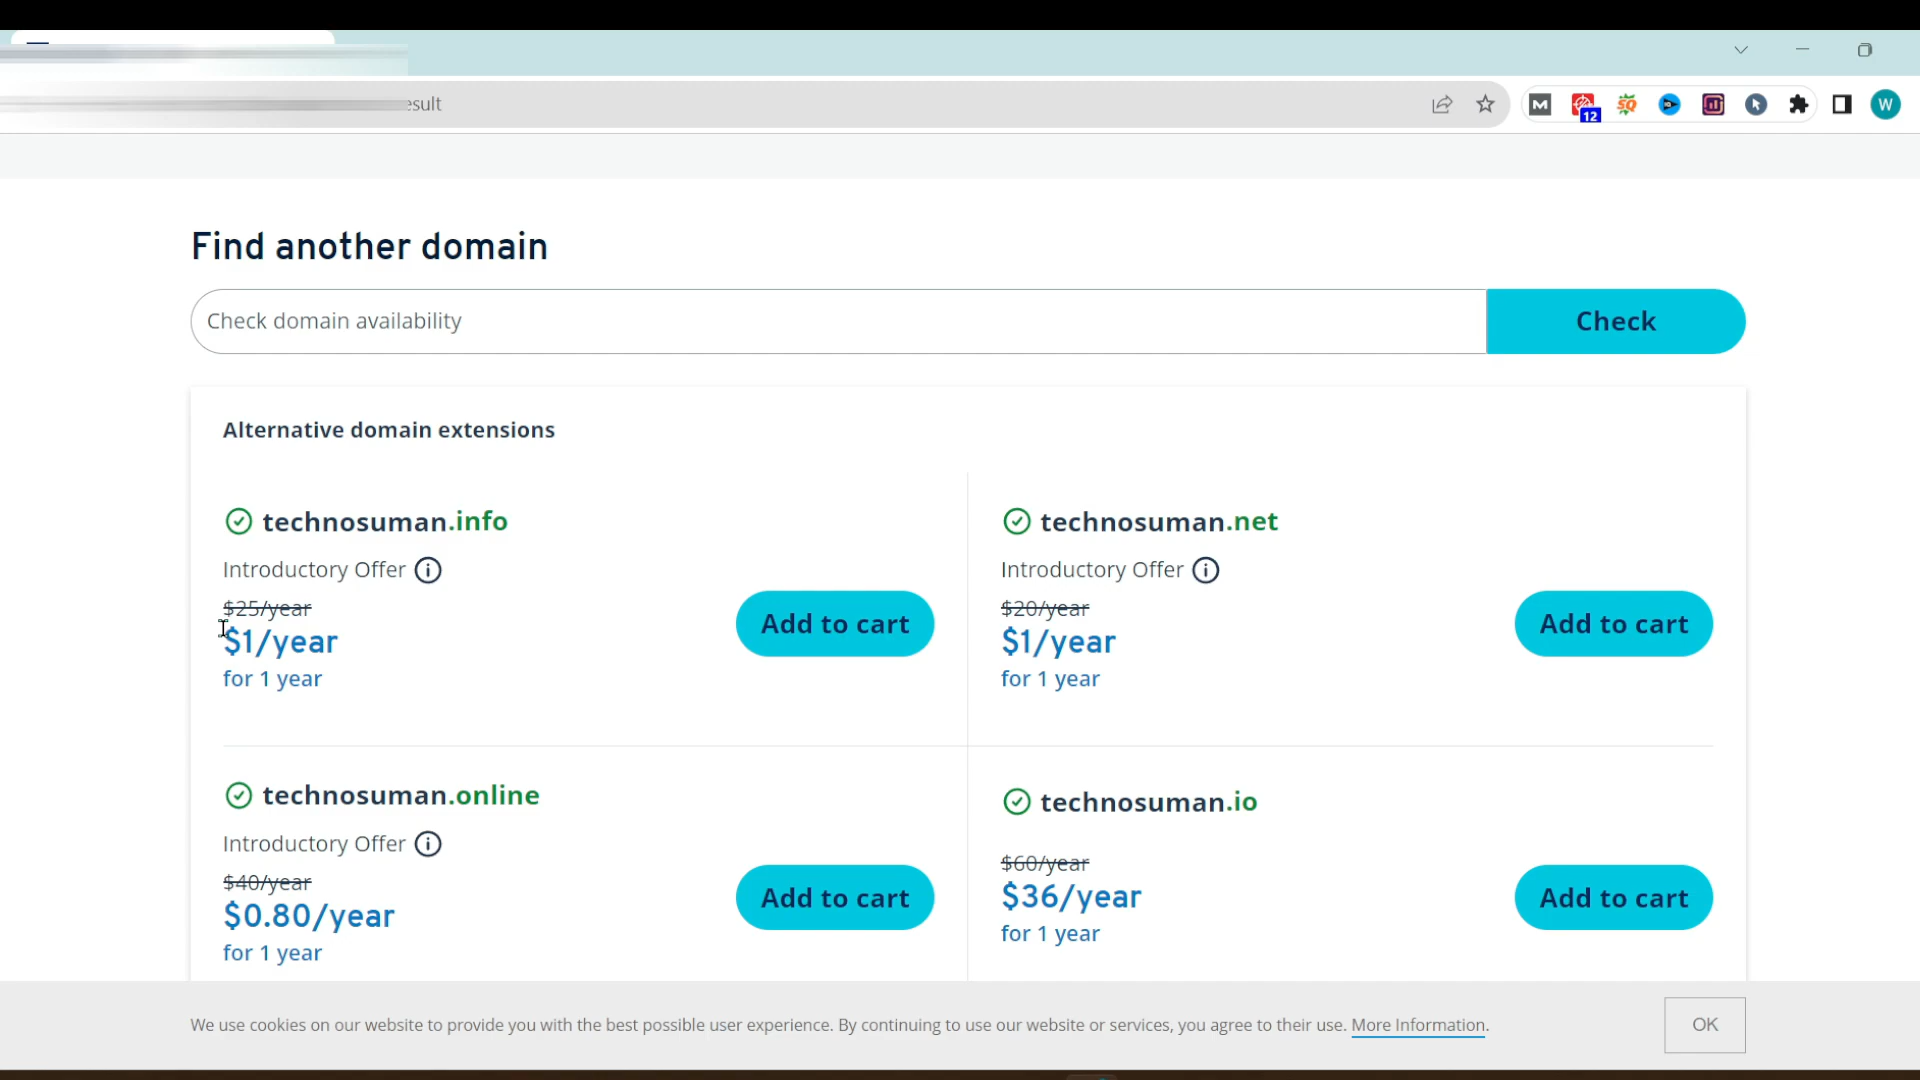 esult
12
W
Find another domain
Check domain availability
Check
Alternative domain extensions
technosuman.info
Introductory Offer
$25/year
$1/year
for 1 year
Add to cart
technosuman.net
Introductory Offer
$20/year
$1/year
for 1 year
Add to cart
technosuman.online
Introductory Offer
$40/year
$0.80/year
for 1 year
Add to cart
technosuman.io
$60/year
$36/year
for 1 year
Add to cart
We use cookies on our website to provide you with the best possible user experience. By continuing to use our website or services, you agree to their use. More Information.
OK